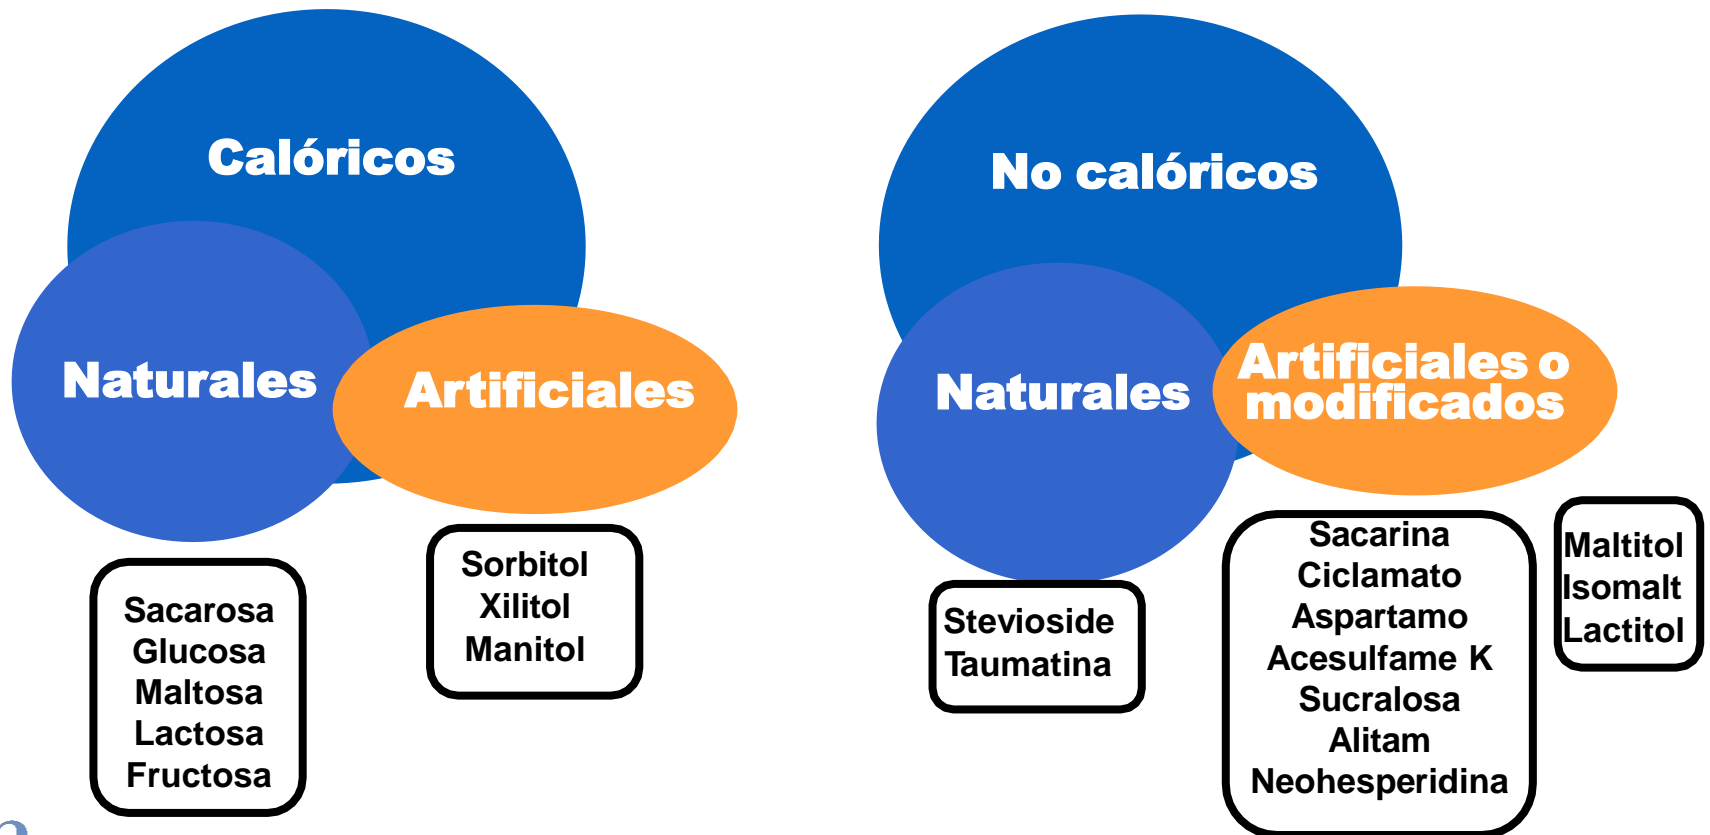 Calóricos
Naturales
Artificiales
Sacarosa
Glucosa
Maltosa
Lactosa
Fructosa
Sorbitol
Xilitol
Manitol
No calóricos
Naturales
Artificiales o
modificados
Stevioside
Taumatina
Sacarina
Ciclamato
Aspartamo
Acesulfame K
Sucralosa
Alitam
Neohesperidina
Maltitol
Isomalt
Lactitol